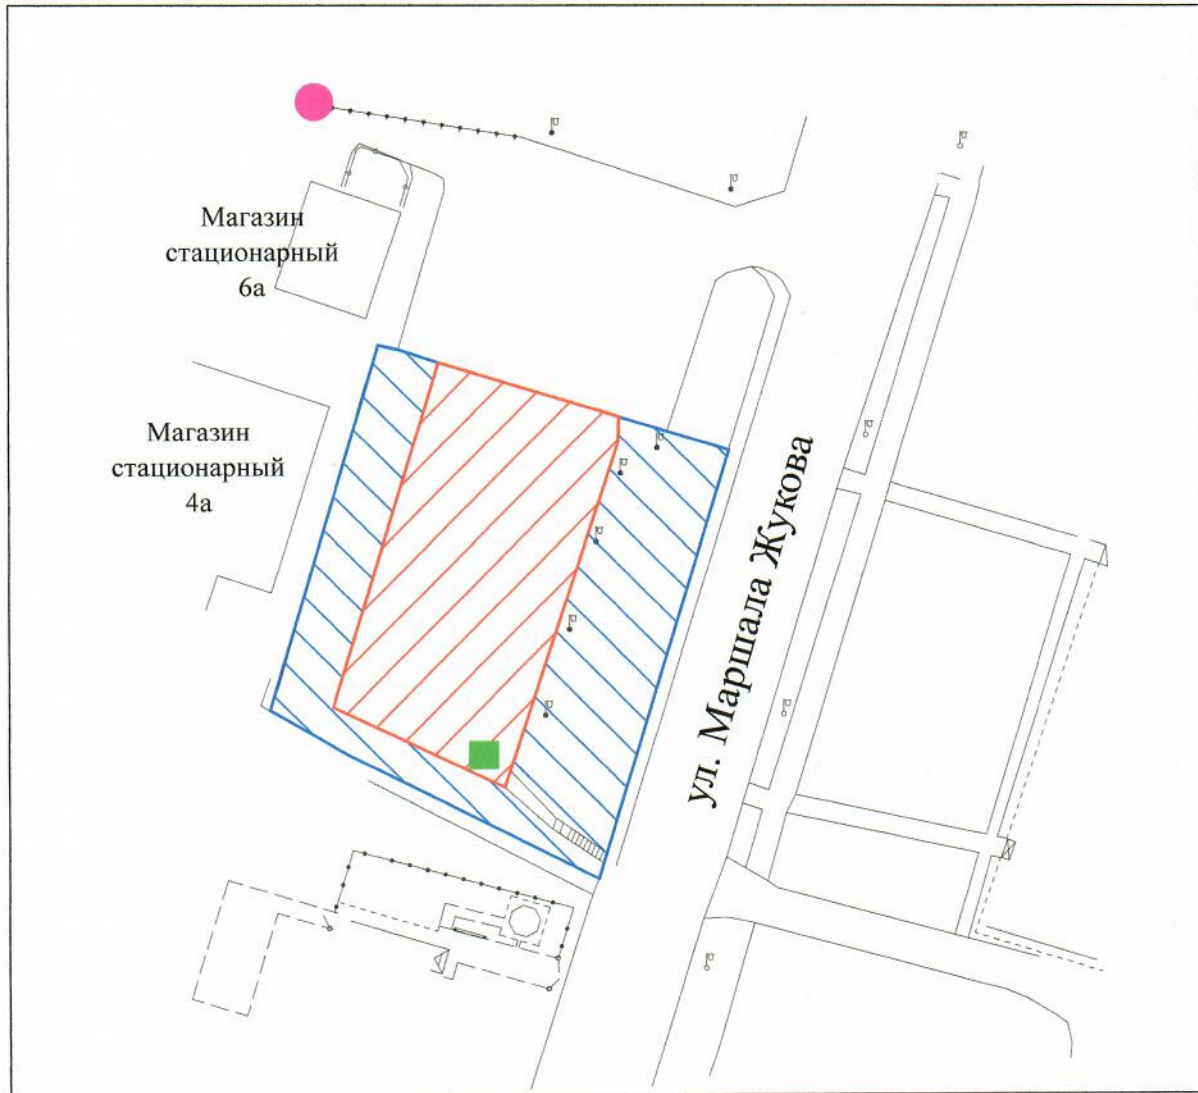 Магазин
стационарный
6а
Магазин
стационарный
4а
ул. Маршала Жукова